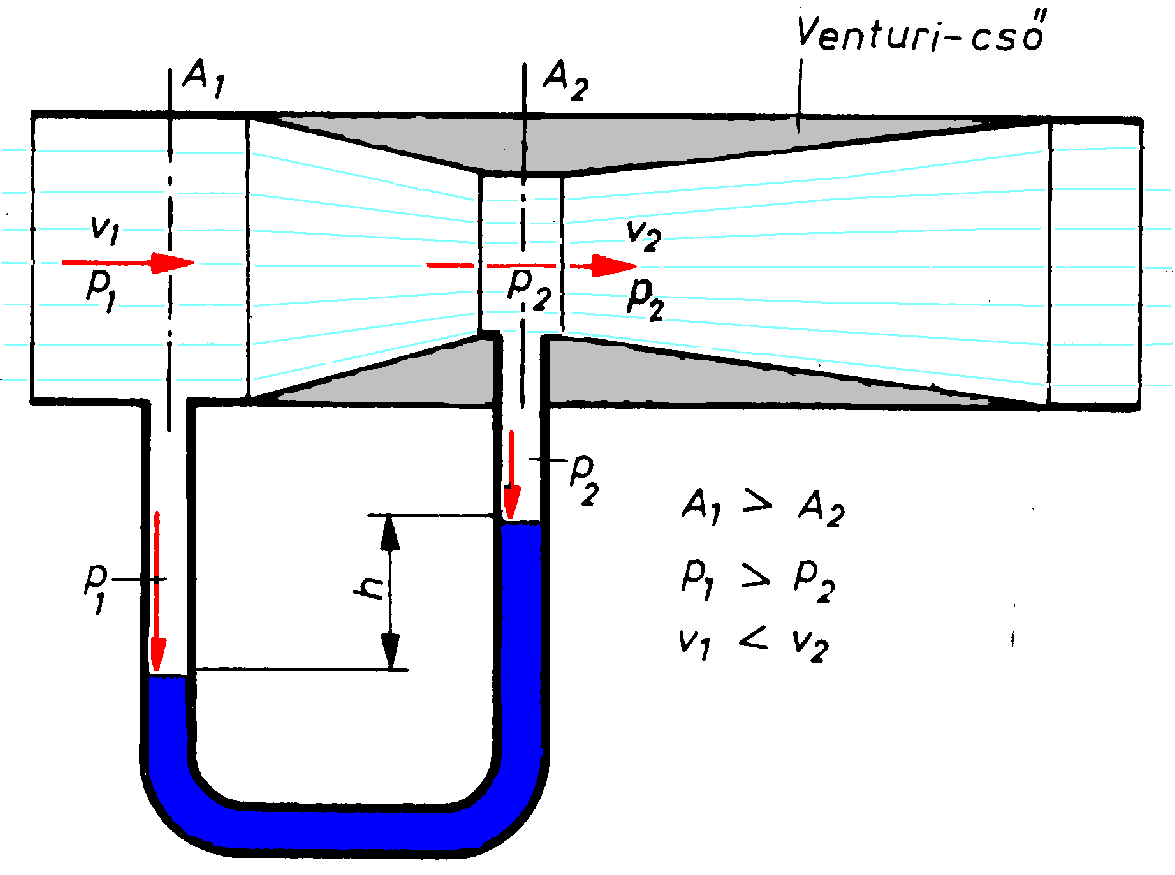 Venturi-cső
A₁
A₂
v₁
p₁
v₂
p₂
p₂
p₂
p₁
h
A₁ > A₂
p₁ > p₂
v₁ < v₂